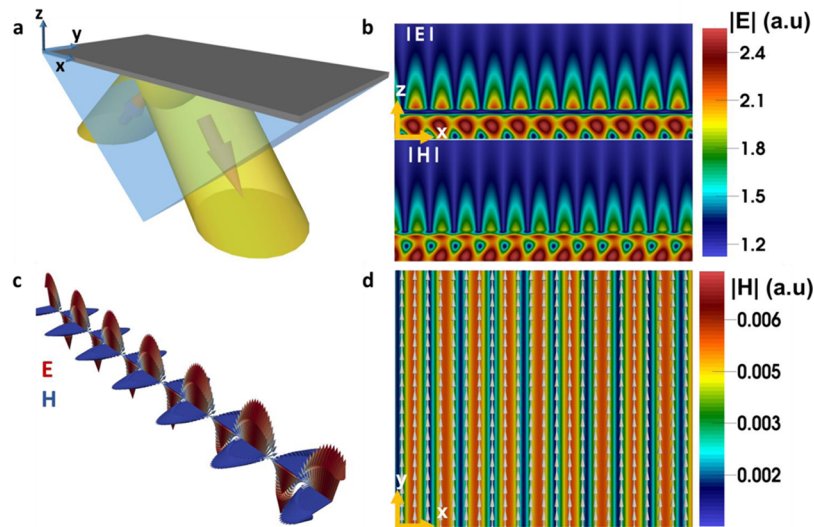 a
z
y
x
b
|E|
z
x
|H|
|E| (a.u)
2.4
2.1
1.8
1.5
1.2
c
E
H
d
y
x
|H| (a.u)
0.006
0.005
0.003
0.002